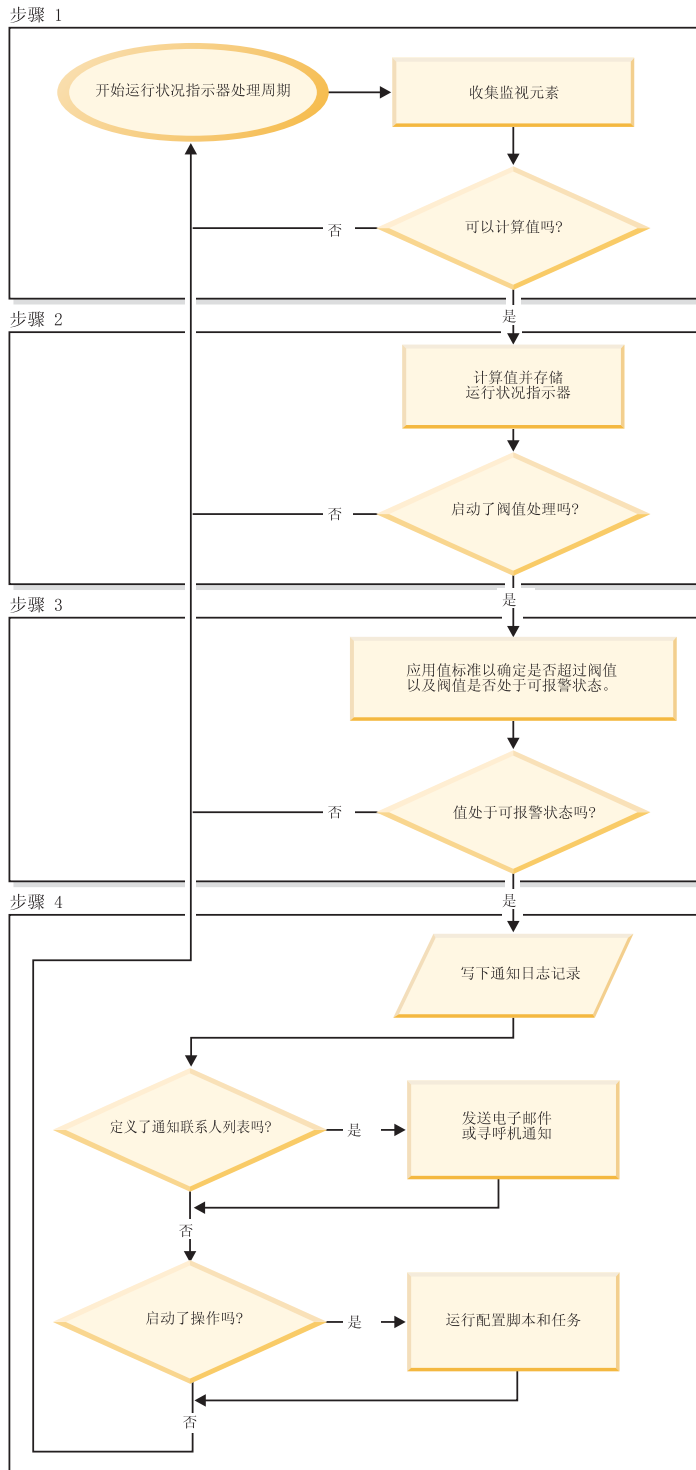 步骤 1
开始运行状况指示器处理周期
收集监视元素
可以计算值吗?
否
是
步骤 2
计算值并存储
运行状况指示器
启动了阀值处理吗?
否
是
步骤 3
应用值标准以确定是否超过阀值
以及阀值是否处于可报警状态。
值处于可报警状态吗?
否
是
步骤 4
写下通知日志记录
定义了通知联系人列表吗?
是
发送电子邮件
或寻呼机通知
否
启动了操作吗?
是
运行配置脚本和任务
否